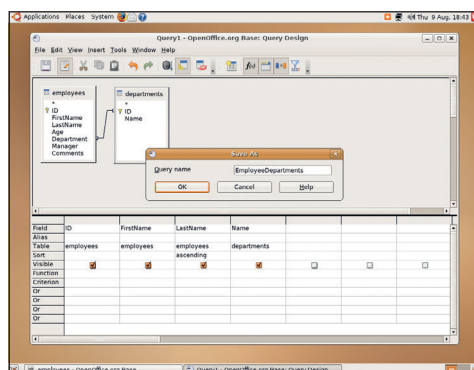 Applications Places System Thu 9 Aug, 18:43
Query1 - OpenOffice.org Base: Query Design
File Edit View Insert Tools Window Help
employees
*
ID
FirstName
LastName
Age
Department
Manager
Comments
departments
*
ID
Name
Save As
Query name EmployeeDepartments
OK Cancel Help
Field ID FirstName LastName Name
Alias
Table employees employees employees departments
Sort ascending
Visible
Function
Criterion
Or
Or
Or
Or
employees - OpenOffice.org Base Query1 - OpenOffice.org Base: Query Design